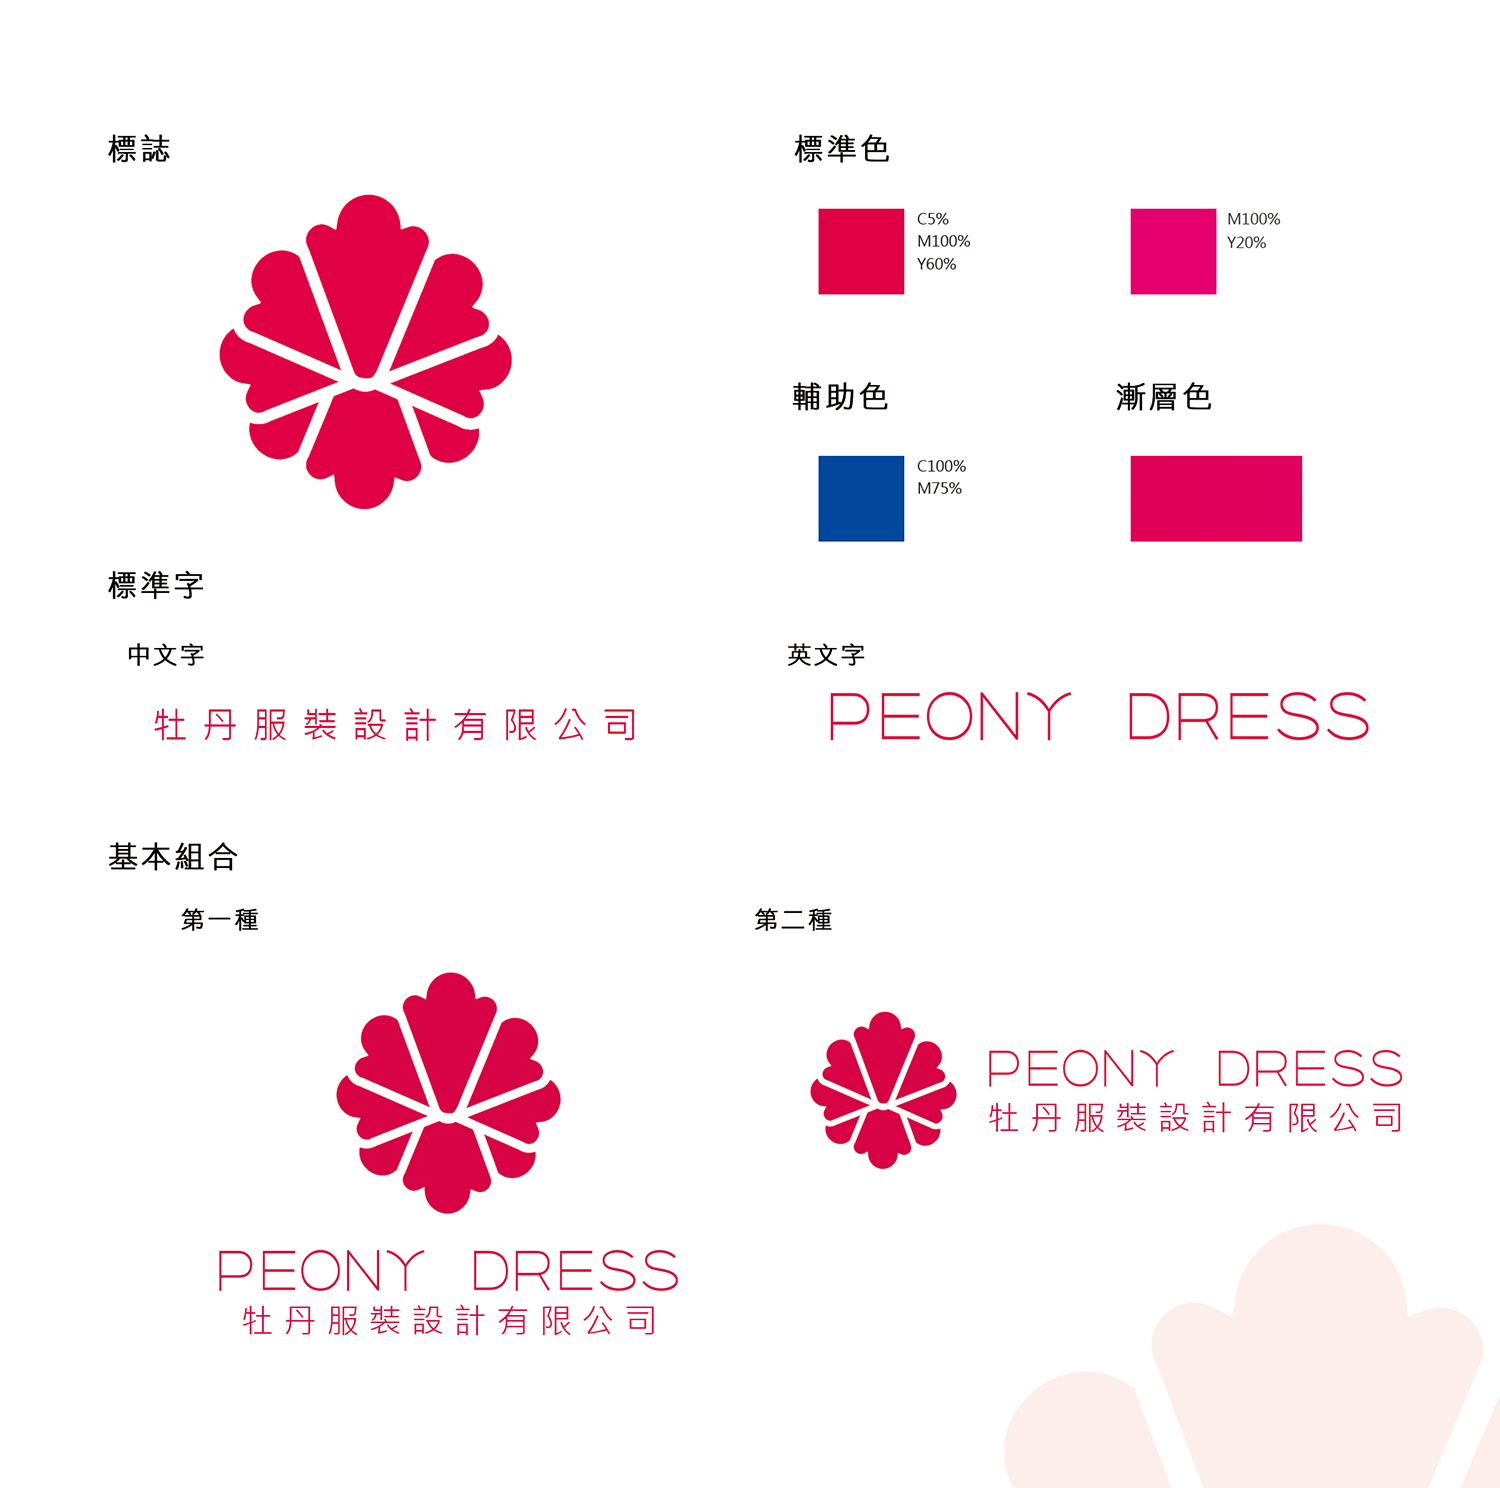 標誌
標準色
C5%
M100%
Y60%
M100%
Y20%
輔助色
漸層色
C100%
M75%
標準字
中文字
英文字
牡丹服裝設計有限公司
PEONY DRESS
基本組合
第一種
第二種
PEONY DRESS
牡丹服裝設計有限公司
PEONY DRESS
牡丹服裝設計有限公司